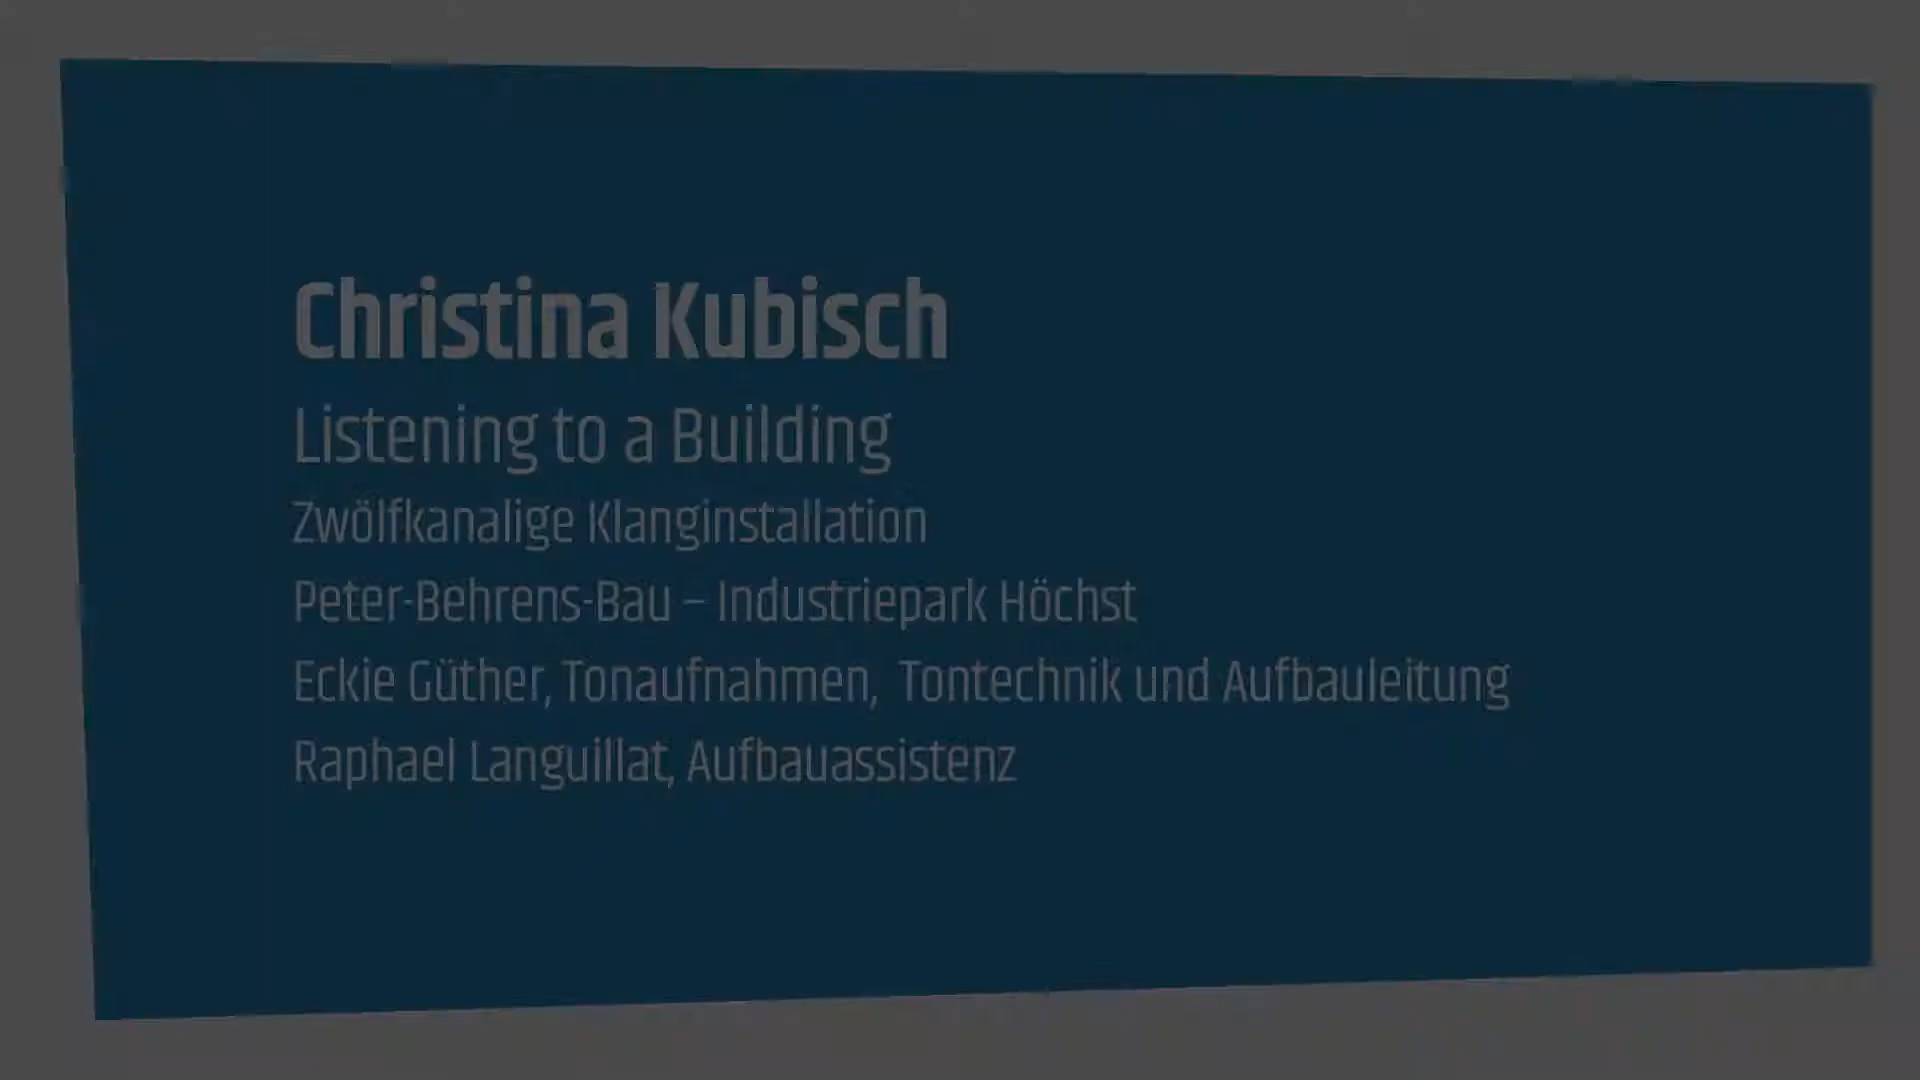 Christina Kubisch
Listening to a Building
Zwölfkanalige Klanginstallation
Peter-Behrens-Bau – Industriepark Höchst
Eckie Güther, Tonaufnahmen, Tontechnik und Aufbauleitung
Raphael Languillat, Aufbauassistenz